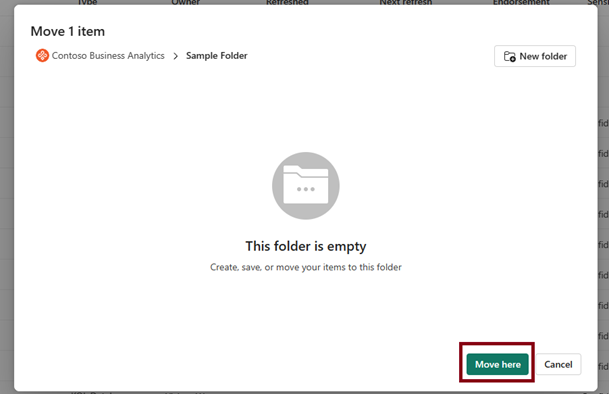 Type Owner Refreshed Next refresh Endorsement Sensi
Move 1 item
Contoso Business Analytics > Sample Folder
New folder
This folder is empty
Create, save, or move your items to this folder
Move here
Cancel